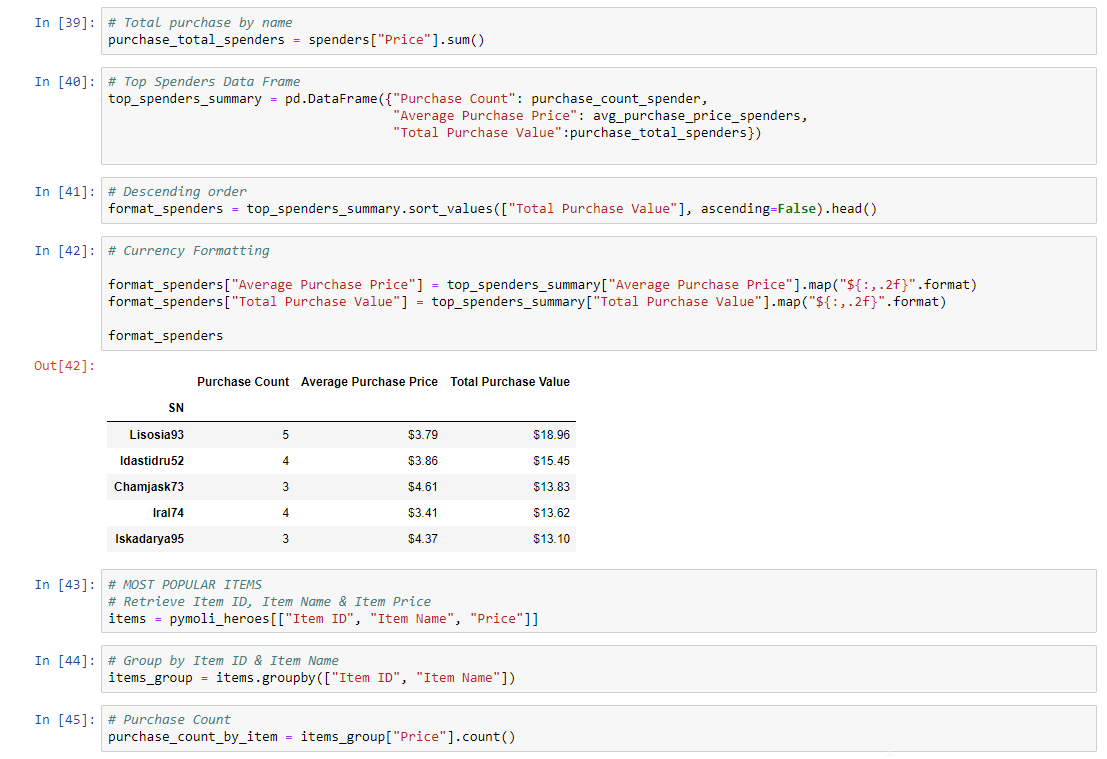 In [39]: # Total purchase by name
purchase_total_spenders = spenders["Price"].sum()
In [40]: # Top Spenders Data Frame
top_spenders_summary = pd.DataFrame({"Purchase Count": purchase_count_spender,
"Average Purchase Price": avg_purchase_price_spenders,
"Total Purchase Value":purchase_total_spenders})
In [41]: # Descending order
format_spenders = top_spenders_summary.sort_values(["Total Purchase Value"], ascending=False).head()
In [42]: # Currency Formatting
format_spenders["Average Purchase Price"] = top_spenders_summary["Average Purchase Price"].map("${:,.2f}".format)
format_spenders["Total Purchase Value"] = top_spenders_summary["Total Purchase Value"].map("${:,.2f}".format)
format_spenders
Out[42]:
Purchase Count Average Purchase Price Total Purchase Value
SN
Lisosia93 5 $3.79 $18.96
Idastidru52 4 $3.86 $15.45
Chamjask73 3 $4.61 $13.83
Iral74 4 $3.41 $13.62
Iskadarya95 3 $4.37 $13.10
In [43]: # MOST POPULAR ITEMS
# Retrieve Item ID, Item Name & Item Price
items = pymoli_heroes[["Item ID", "Item Name", "Price"]]
In [44]: # Group by Item ID & Item Name
items_group = items.groupby(["Item ID", "Item Name"])
In [45]: # Purchase Count
purchase_count_by_item = items_group["Price"].count()